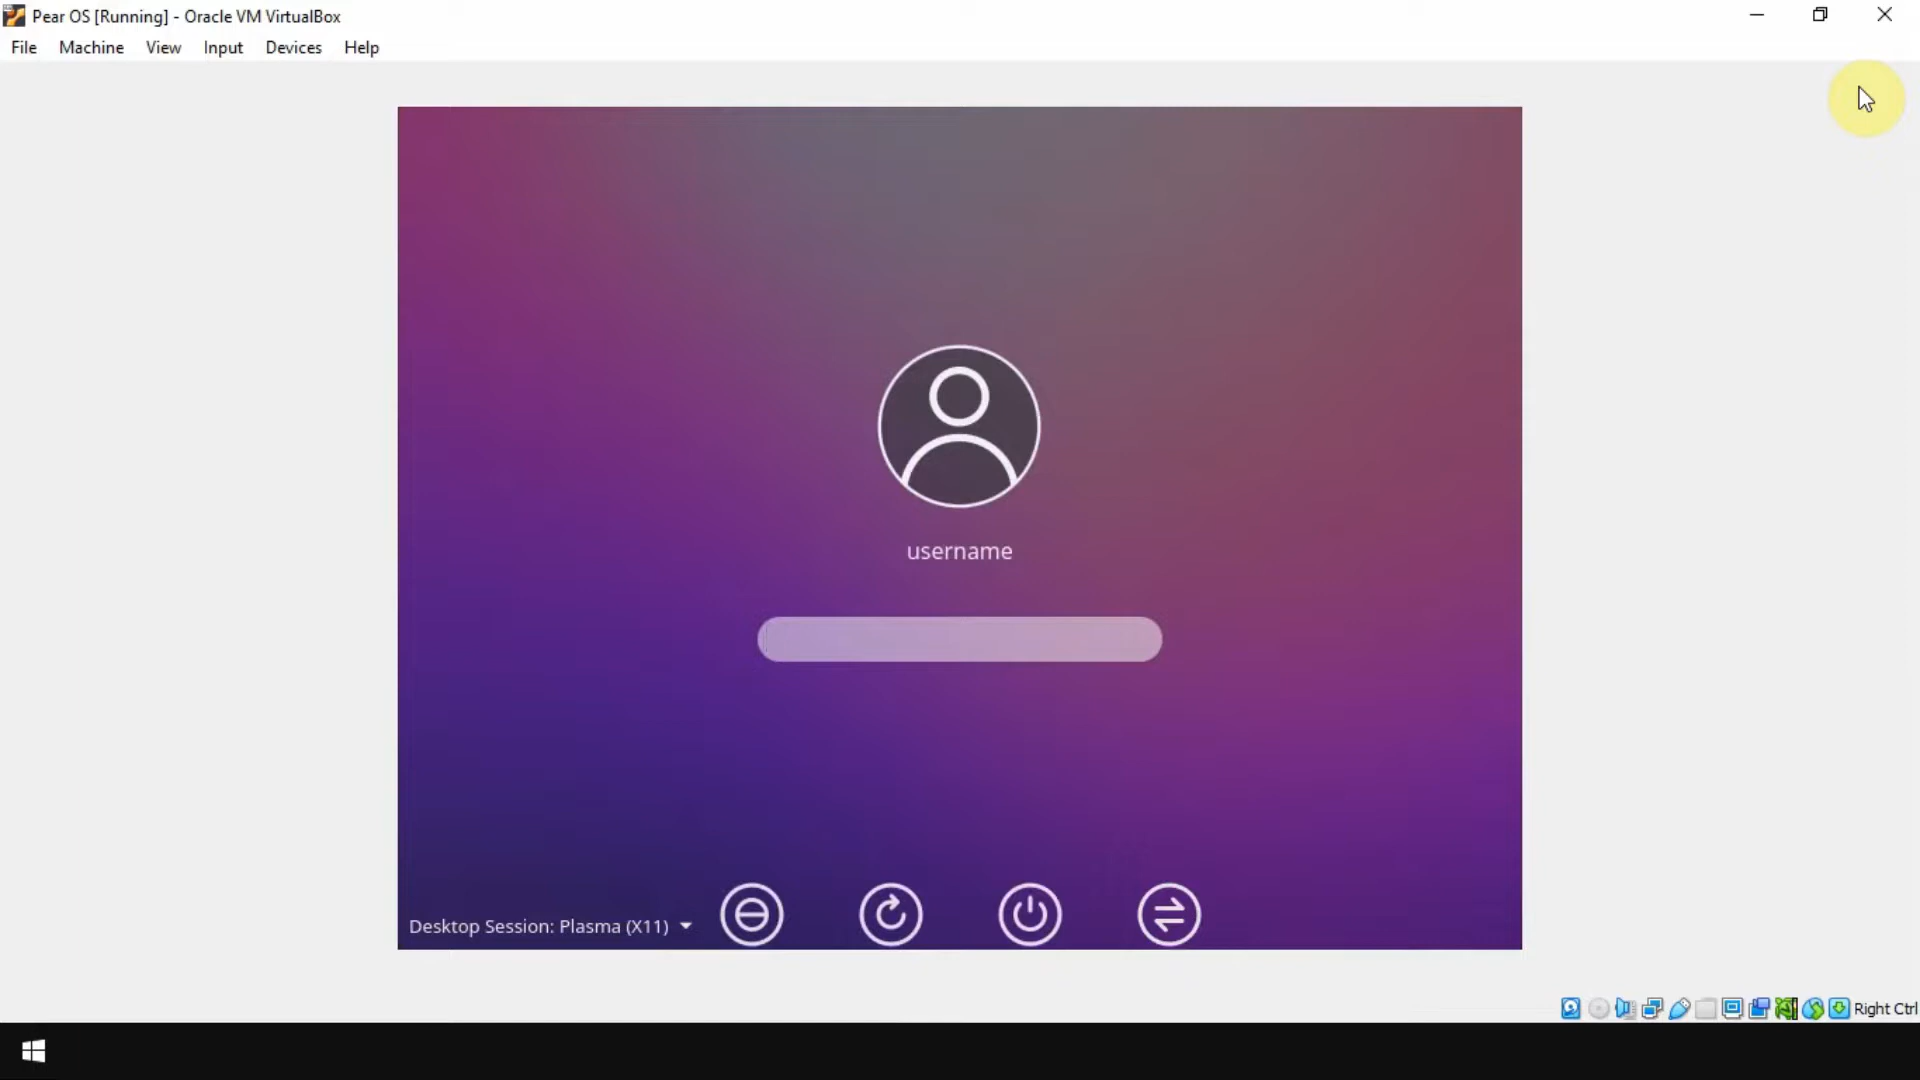 Pear OS [Running] - Oracle VM VirtualBox
File Machine View Input Devices Help
username
Desktop Session: Plasma (X11)
Right Ctrl